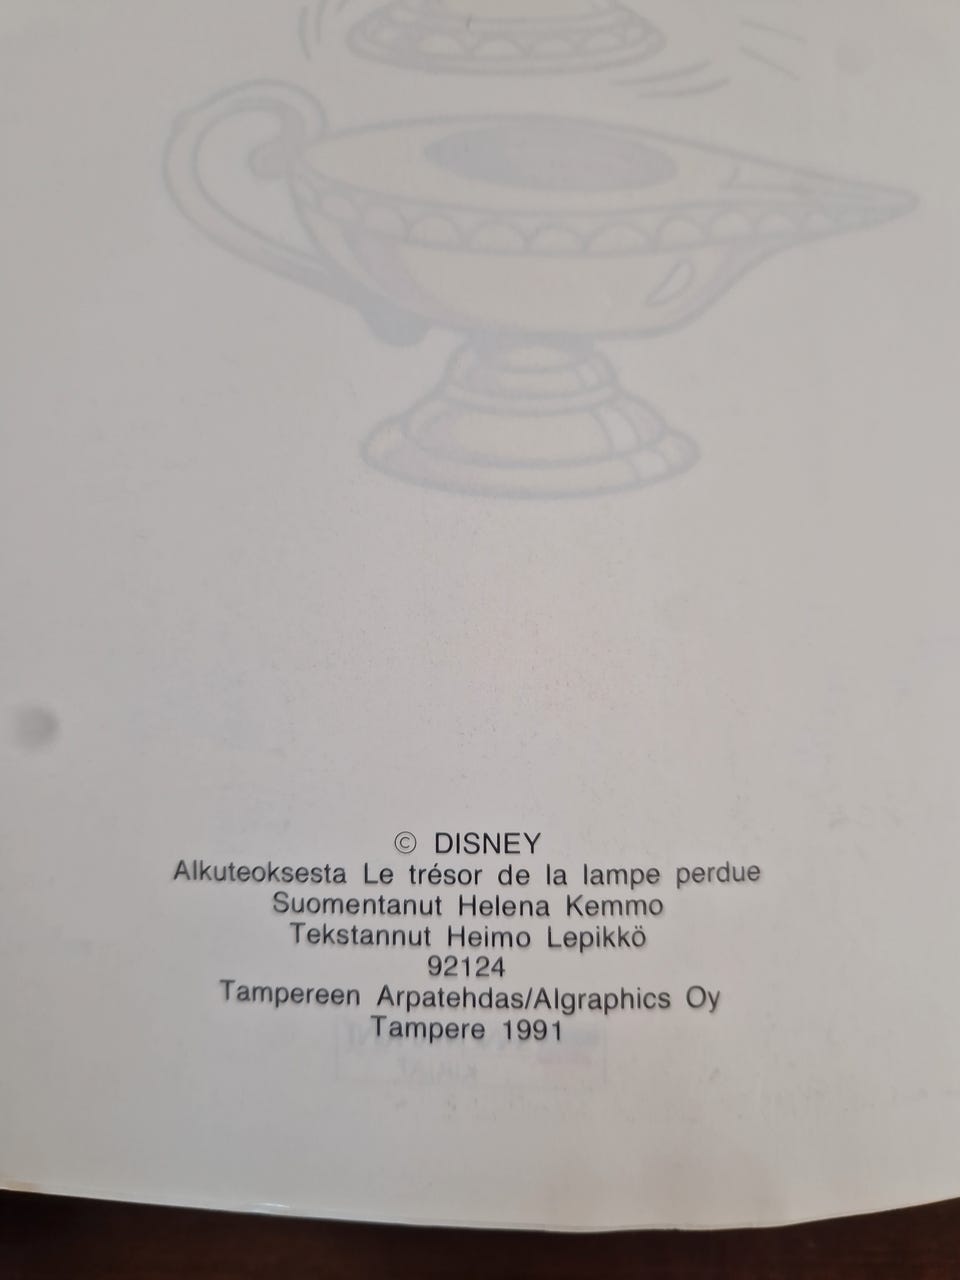 © DISNEY
Alkuteoksesta Le trésor de la lampe perdue
Suomentanut Helena Kemmo
Tekstannut Heimo Lepikkö
92124
Tampereen Arpatehdas/Algraphics Oy
Tampere 1991